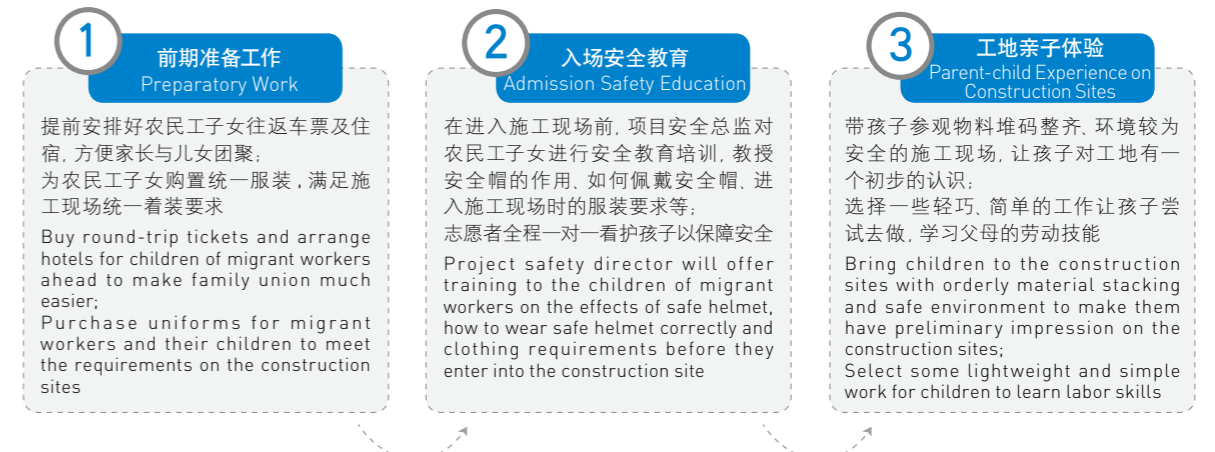 1
前期准备工作
Preparatory Work
提前安排好农民工子女往返车票及住
宿, 方便家长与儿女团聚;
为农民工子女购置统一服装 , 满足施
工现场统一着装要求
Buy round-trip tickets and arrange
hotels for children of migrant workers
ahead to make family union much
easier;
Purchase uniforms for migrant
workers and their children to meet
the requirements on the construction
sites
2
入场安全教育
Admission Safety Education
在进入施工现场前, 项目安全总监对
农民工子女进行安全教育培训, 教授
安全帽的作用、如何佩戴安全帽、进
入施工现场时的服装要求等;
志愿者全程一对一看护孩子以保障安全
Project safety director will offer
training to the children of migrant
workers on the effects of safe helmet,
how to wear safe helmet correctly and
clothing requirements before they
enter into the construction site
3
工地亲子体验
Parent-child Experience on
Construction Sites
带孩子参观物料堆码整齐、环境较为
安全的施工现场, 让孩子对工地有一
个初步的认识;
选择一些轻巧、简单的工作让孩子尝
试去做, 学习父母的劳动技能
Bring children to the construction
sites with orderly material stacking
and safe environment to make them
have preliminary impression on the
construction sites;
Select some lightweight and simple
work for children to learn labor skills